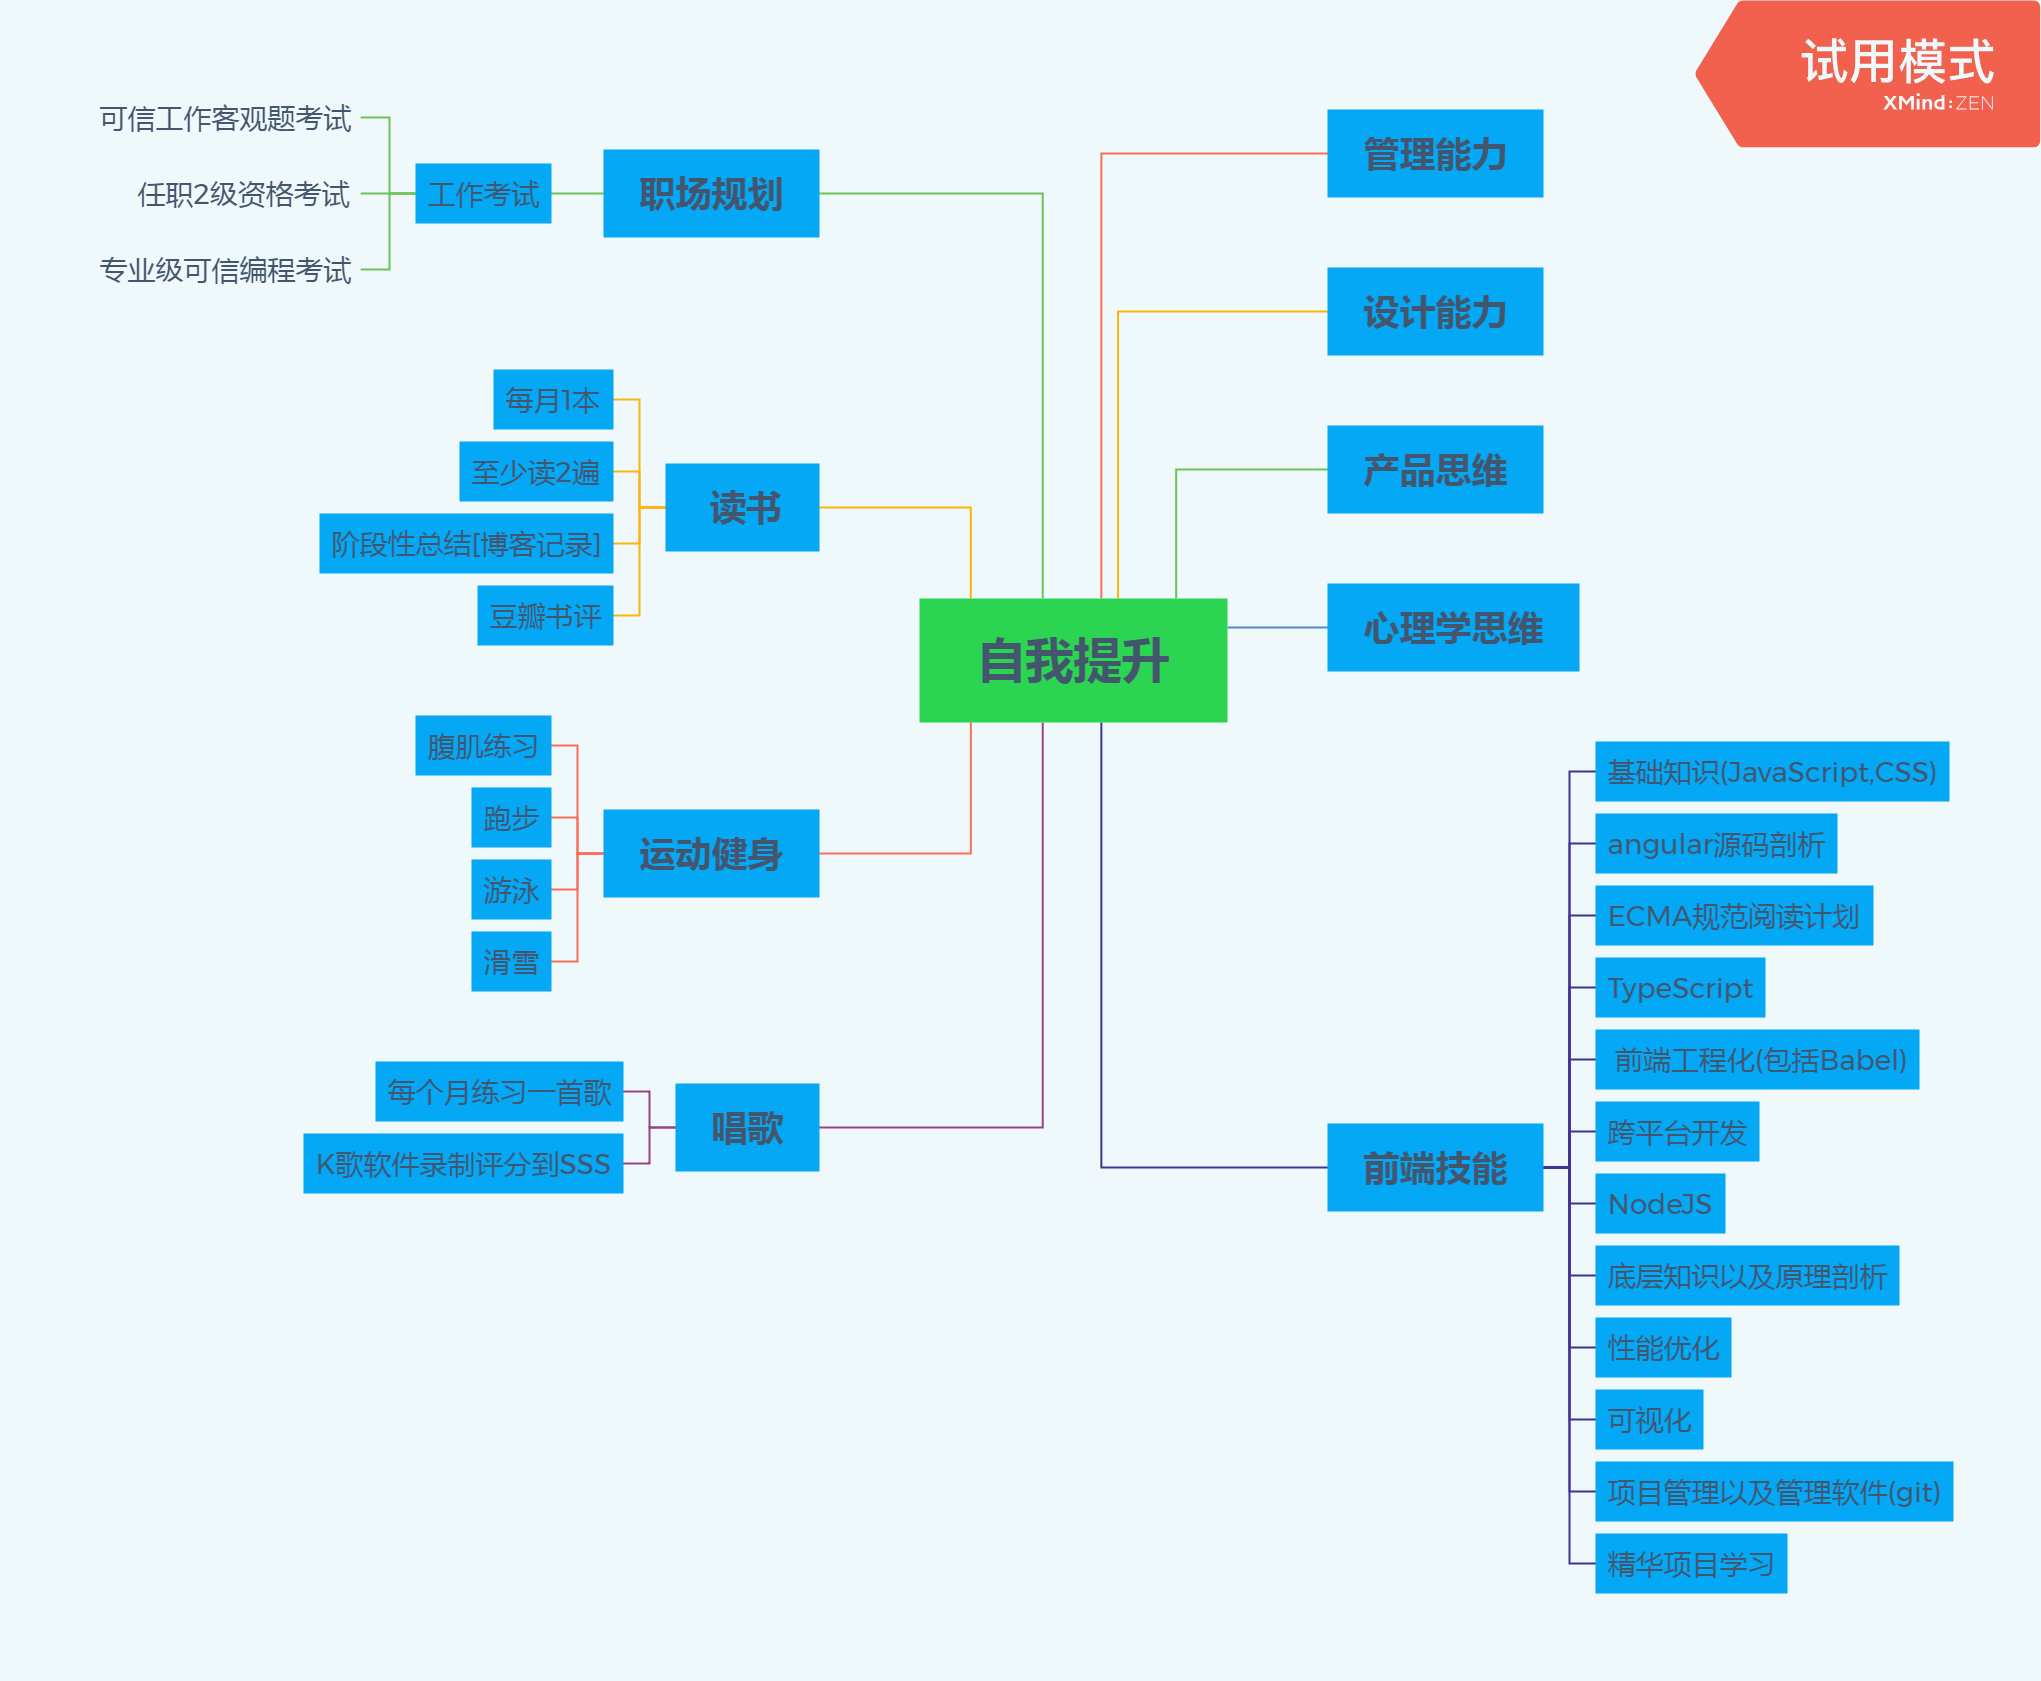 试用模式
XMind:ZEN
自我提升
管理能力
设计能力
产品思维
心理学思维
前端技能
基础知识(JavaScript,CSS)
angular源码剖析
ECMA规范阅读计划
TypeScript
前端工程化(包括Babel)
跨平台开发
NodeJS
底层知识以及原理剖析
性能优化
可视化
项目管理以及管理软件(git)
精华项目学习
职场规划
工作考试
可信工作客观题考试
任职2级资格考试
专业级可信编程考试
读书
每月1本
至少读2遍
阶段性总结[博客记录]
豆瓣书评
运动健身
腹肌练习
跑步
游泳
滑雪
唱歌
每个月练习一首歌
K歌软件录制评分到SSS